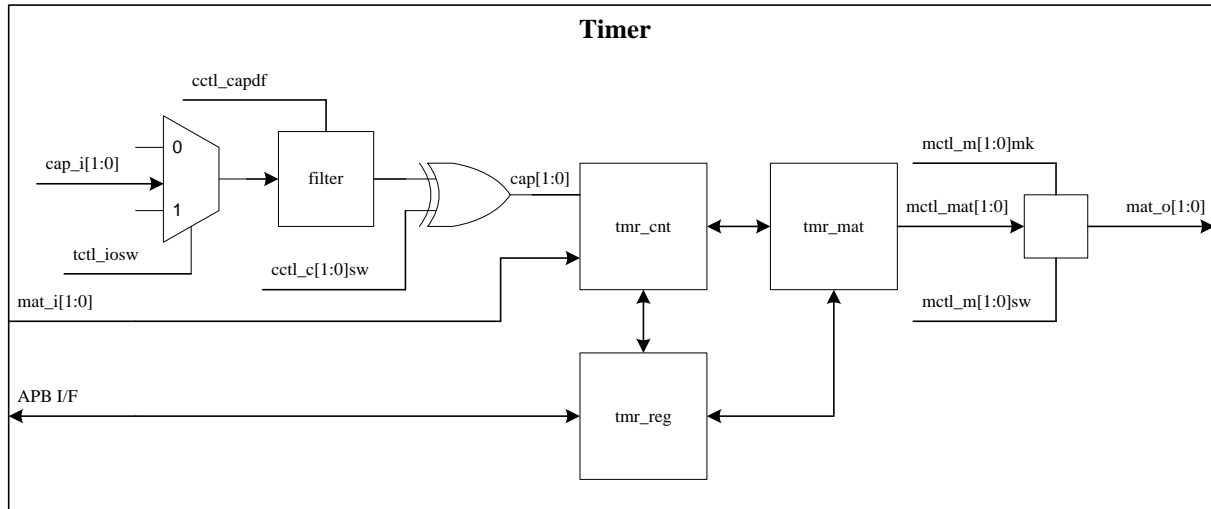 Timer
cctl_capdf
0
cap_i[1:0]
1
filter
tctl_iosw
cctl_c[1:0]sw
cap[1:0]
mat_i[1:0]
tmr_cnt
tmr_mat
mctl_m[1:0]mk
mctl_mat[1:0]
mat_o[1:0]
mctl_m[1:0]sw
APB I/F
tmr_reg